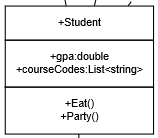 +Student
+gpa:double
+courseCodes:List<string>
+Eat()
+Party()